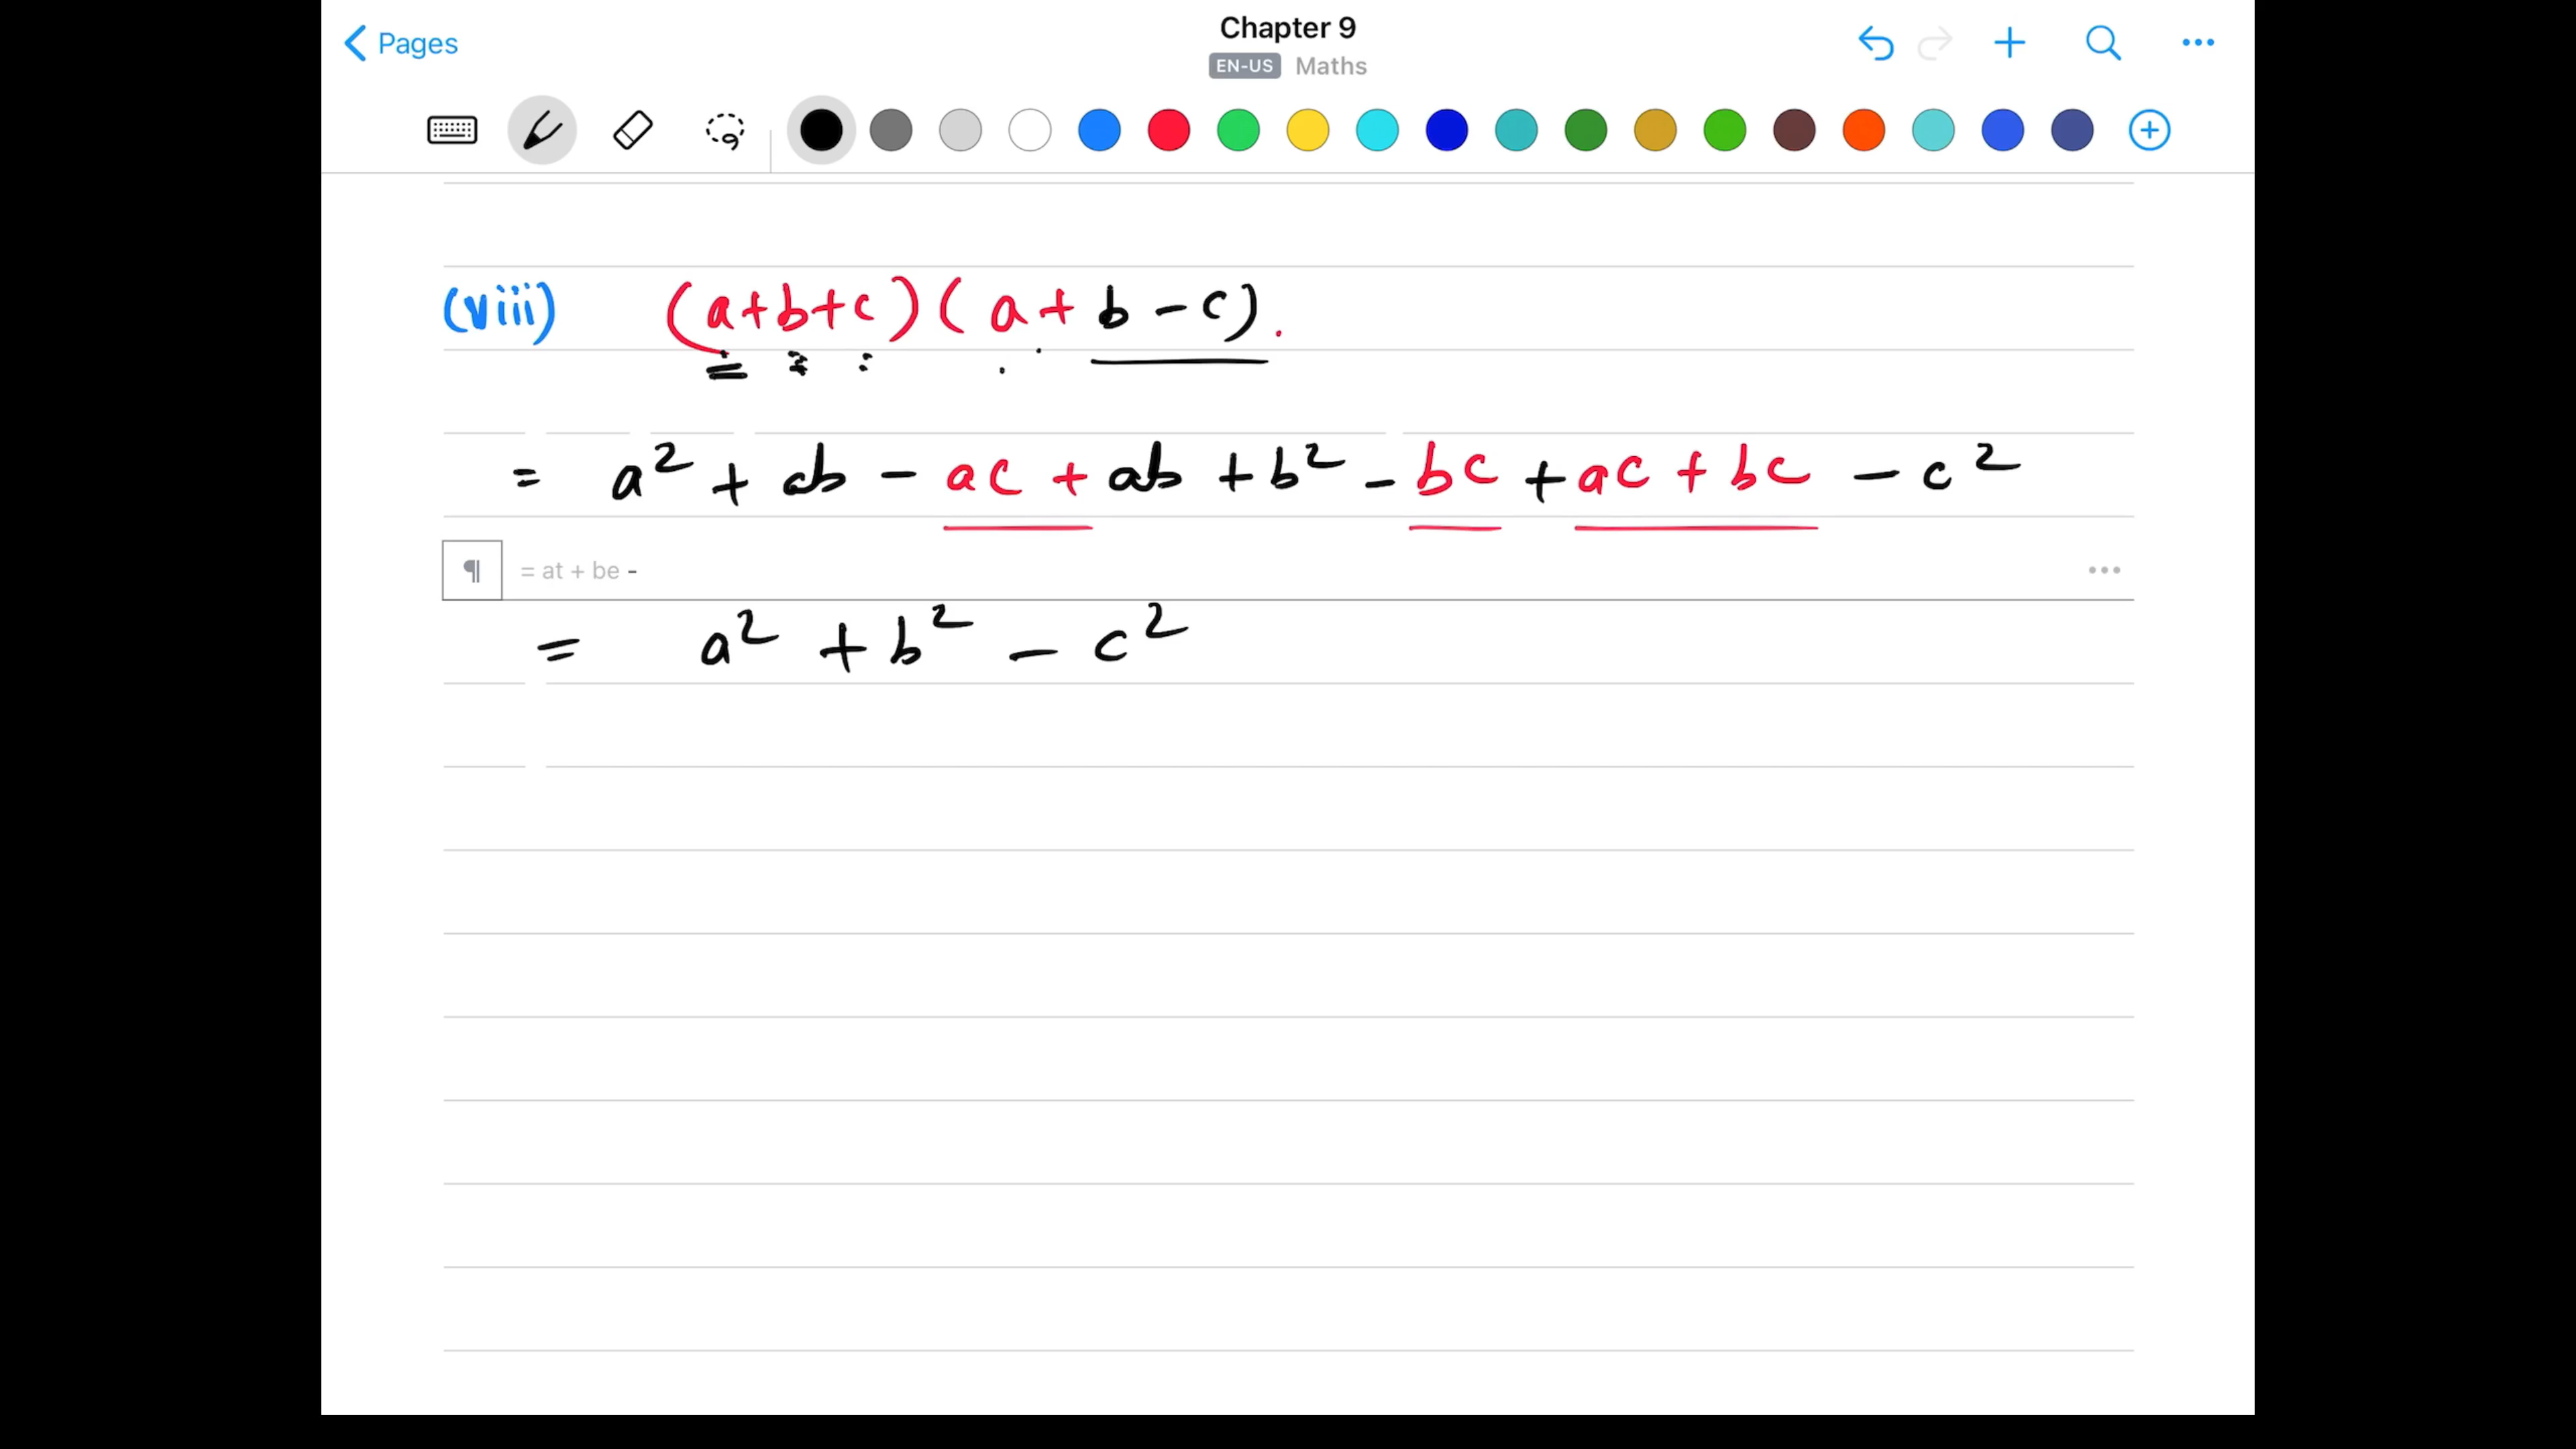 Pages
Chapter 9
EN-US Maths
(viii) (a+b+c)(a+b-c).
= a² + ab - ac + ab + b² - bc + ac + bc - c²
= at + be -
= a² + b² - c²